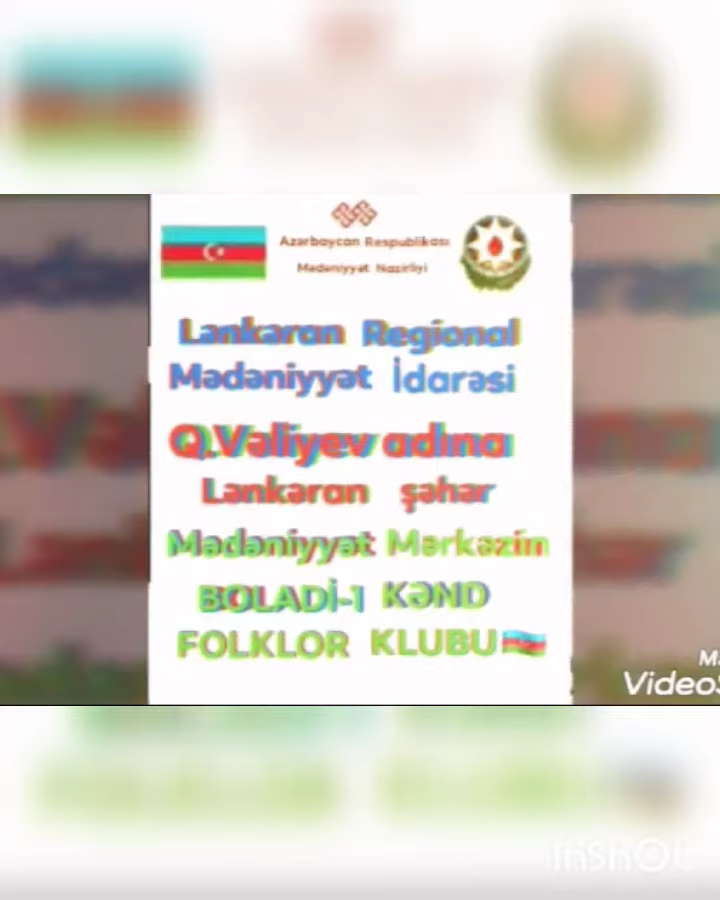 Azərbaycan Respublikası
Mədəniyyət Nazirliyi
Lənkəran Regional
Mədəniyyət İdarəsi
Q.Vəliyev adına
Lənkəran şəhər
Mədəniyyət Mərkəzin
BOLADİ-1 KƏND
FOLKLOR KLUBU
InShOt